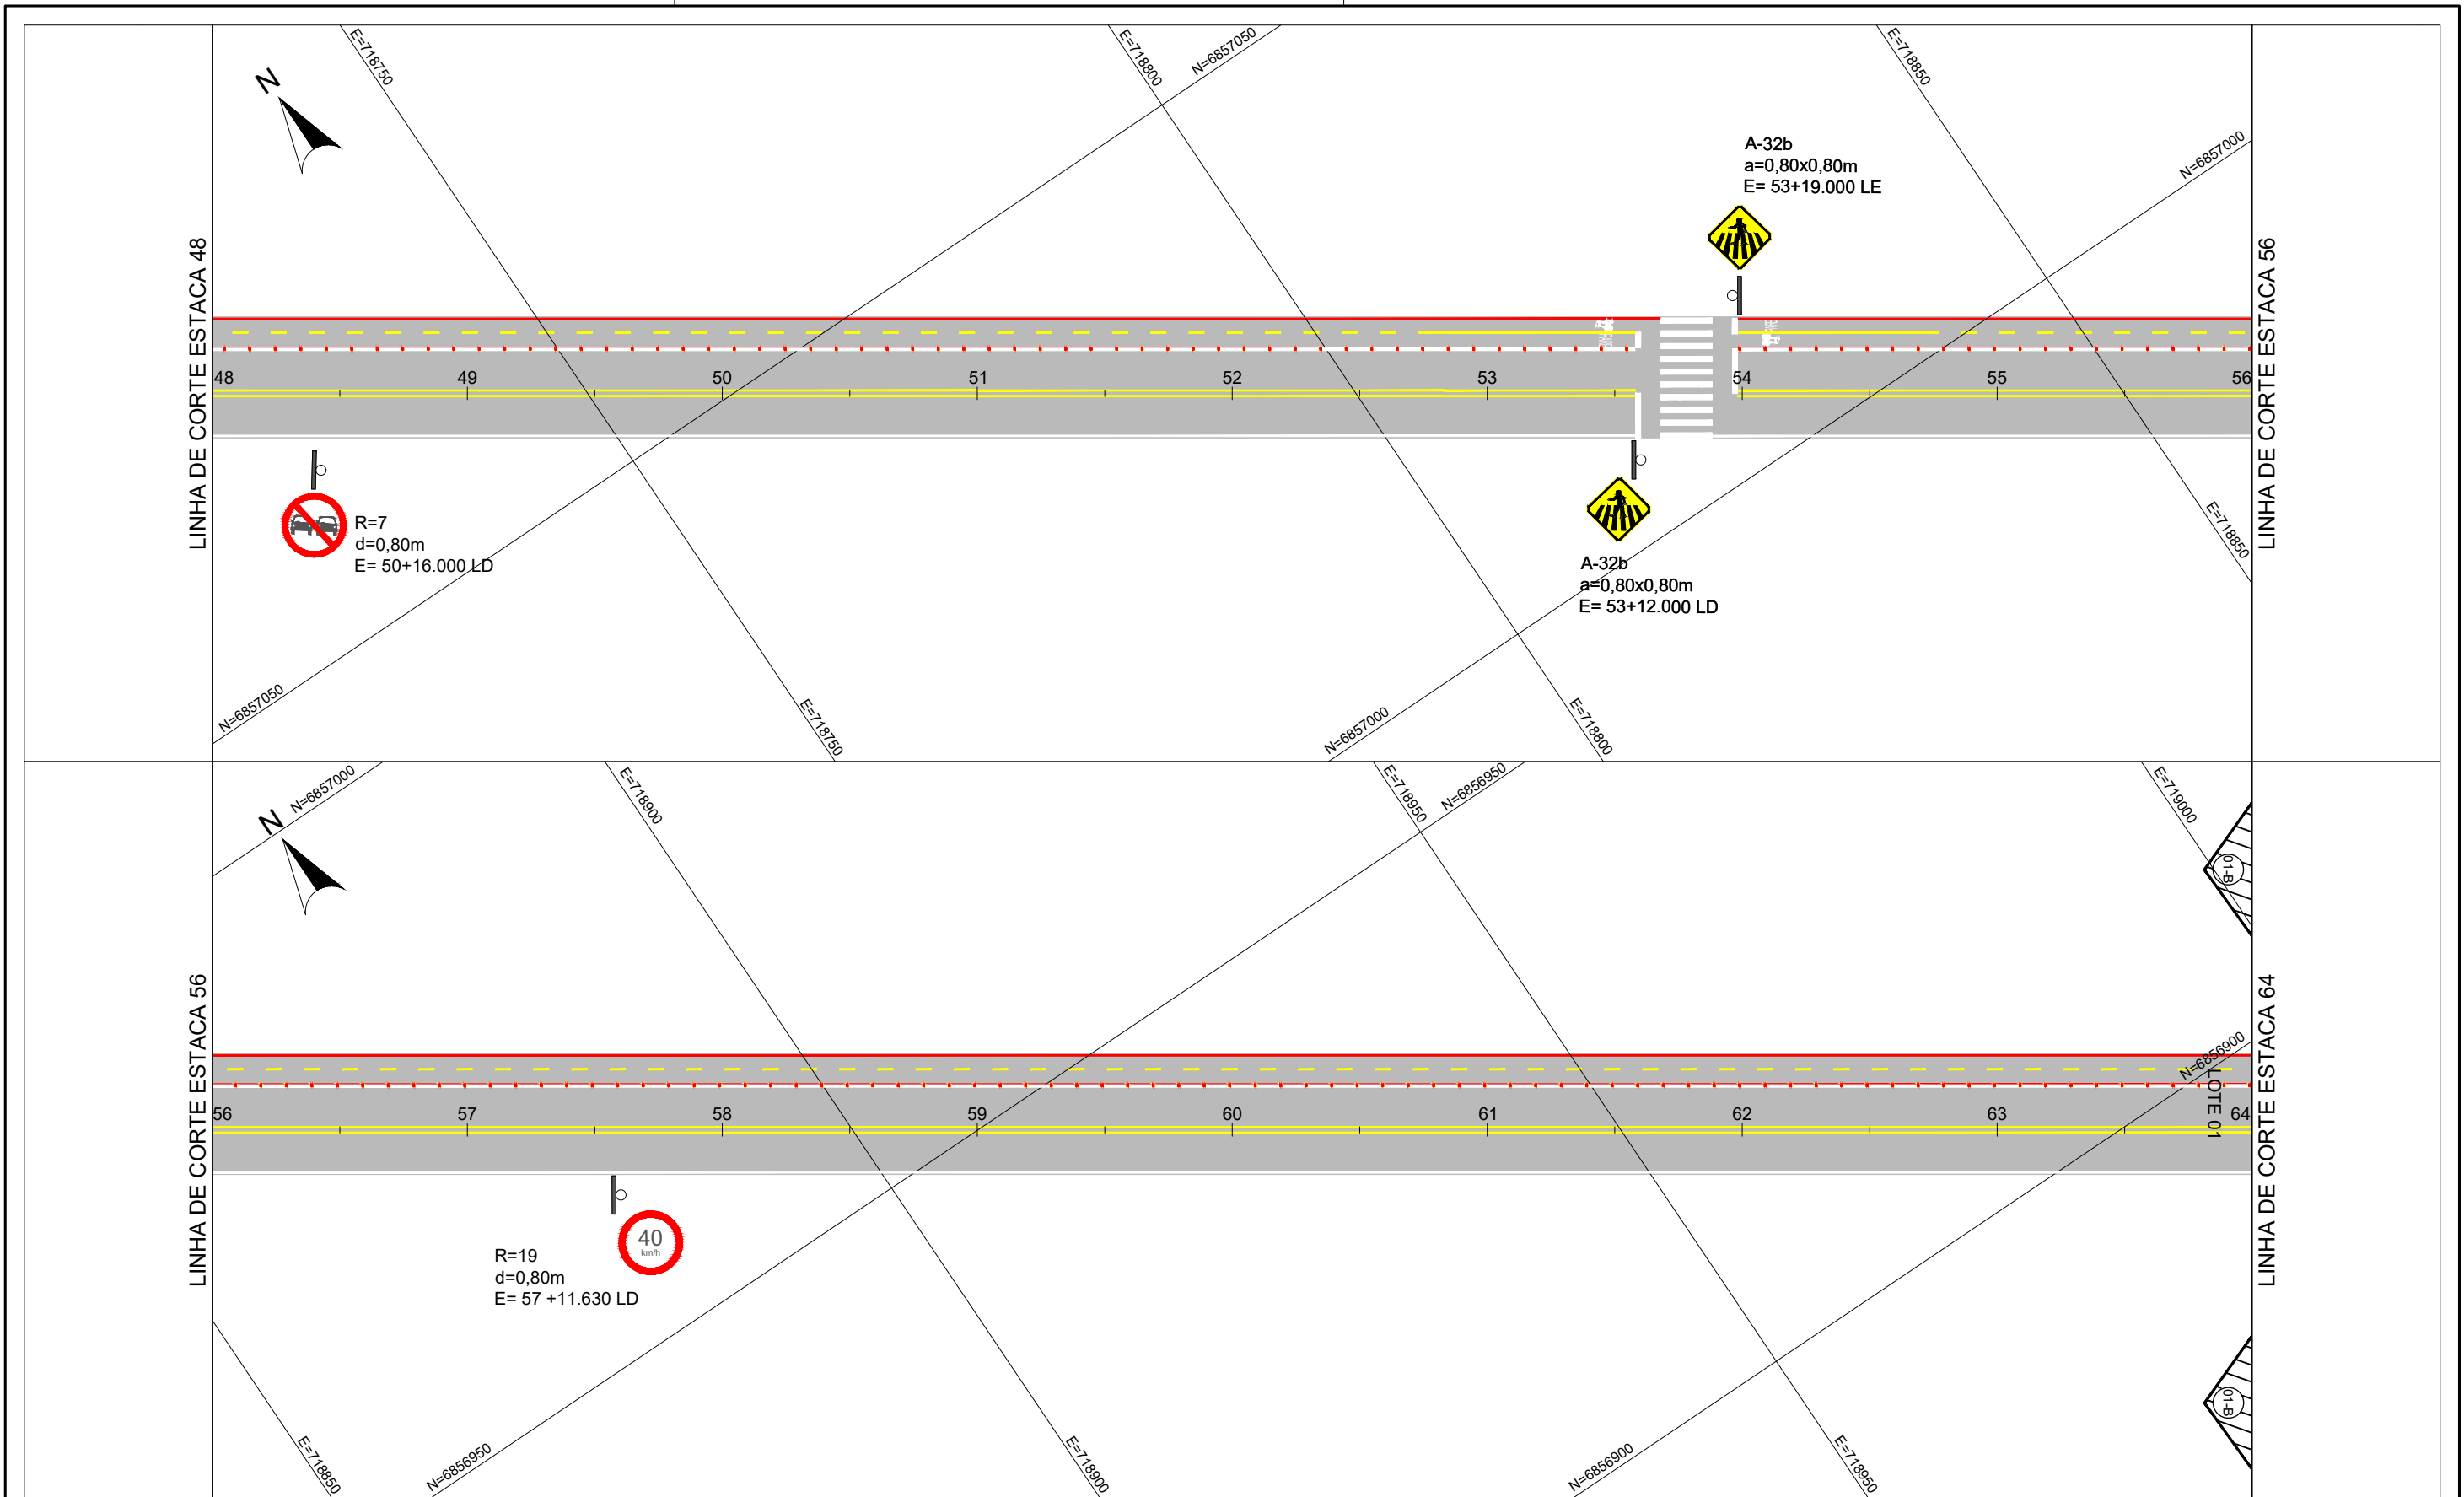 E=718750
E=718800
N=6857050
E=718850
N
A-32b
a=0,80x0,80m
E= 53+19.000 LE
N=6857000
LINHA DE CORTE ESTACA 48
LINHA DE CORTE ESTACA 56
48
49
50
51
52
53
54
55
56
R=7
d=0,80m
E= 50+16.000 LD
A-32b
a=0,80x0,80m
E= 53+12.000 LD
E=718850
N=6857050
E=718750
N=6857000
E=718800
N=6857000
N
E=718900
E=718950
N=6856950
E=719000
01-B
LINHA DE CORTE ESTACA 56
LINHA DE CORTE ESTACA 64
N=6856900
LOTE 01
56
57
58
59
60
61
62
63
64
40
km/h
R=19
d=0,80m
E= 57 +11.630 LD
01-B
E=718850
N=6856950
E=718900
N=6856900
E=718950